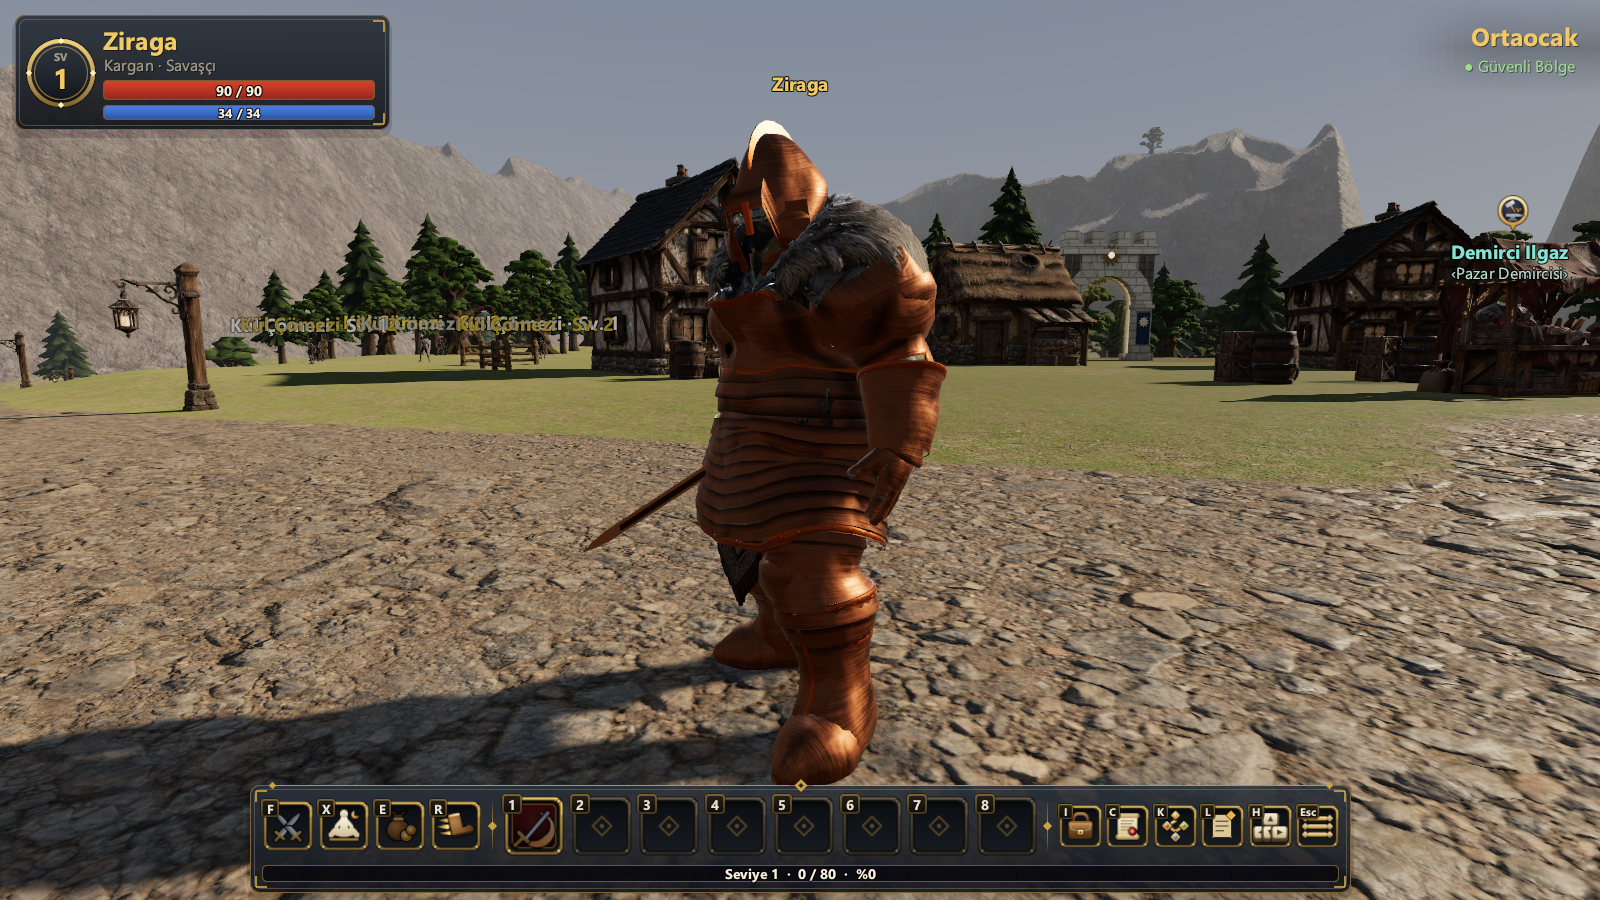 SV
1
Ziraga
Kargan · Savaşçı
90 / 90
34 / 34
Ziraga
Ortaocak
Güvenli Bölge
Demirci Ilgaz
‹Pazar Demircisi›
F
X
E
R
1
2
3
4
5
6
7
8
I
C
K
L
H
Esc
Seviye 1 · 0 / 80 · %0